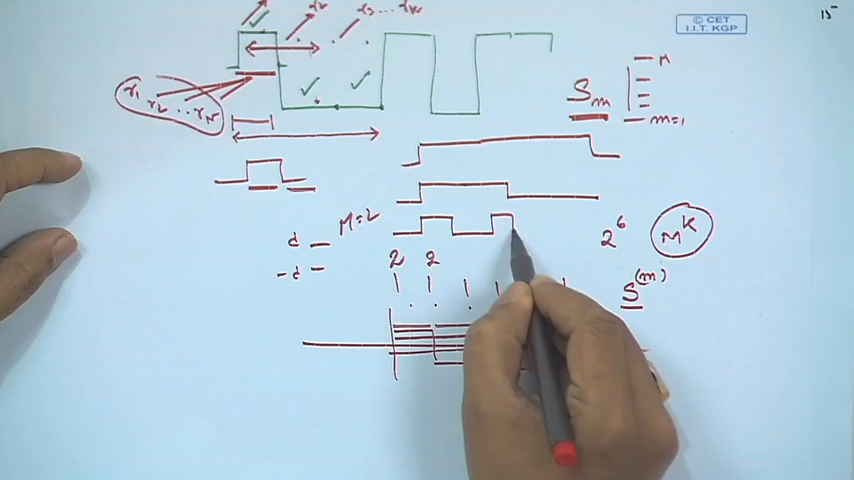 r2 r3 ... rN
© CET
I.I.T. KGP
15
M
r1 r2 .. rN
Sm
m=1
M=2
d
-d
2 2
2^6
M^K
S^(m)